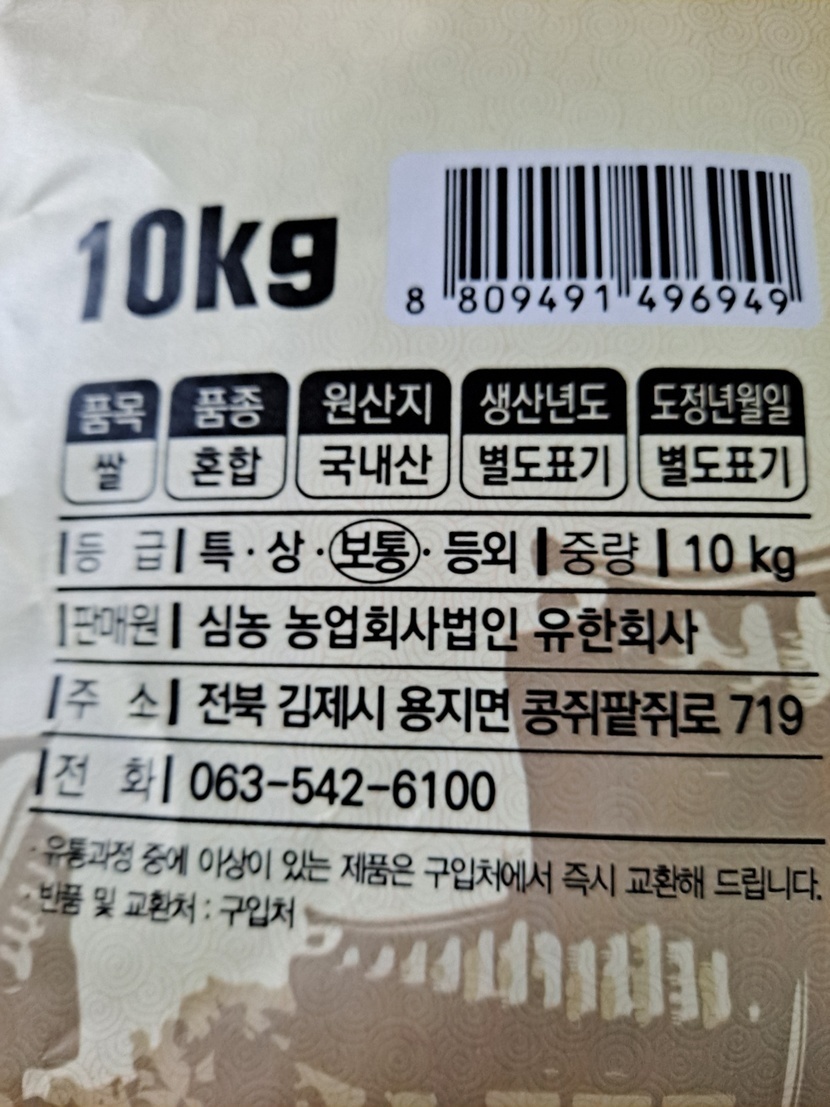 10kg
8 809491 496949
품목 품종 원산지 생산년도 도정년월일
쌀 혼합 국내산 별도표기 별도표기
등 급 특·상·보통·등외 중량 10 kg
판매원 심농 농업회사법인 유한회사
주 소 전북 김제시 용지면 콩쥐팥쥐로 719
전 화 063-542-6100
· 유통과정 중에 이상이 있는 제품은 구입처에서 즉시 교환해 드립니다.
· 반품 및 교환처 : 구입처